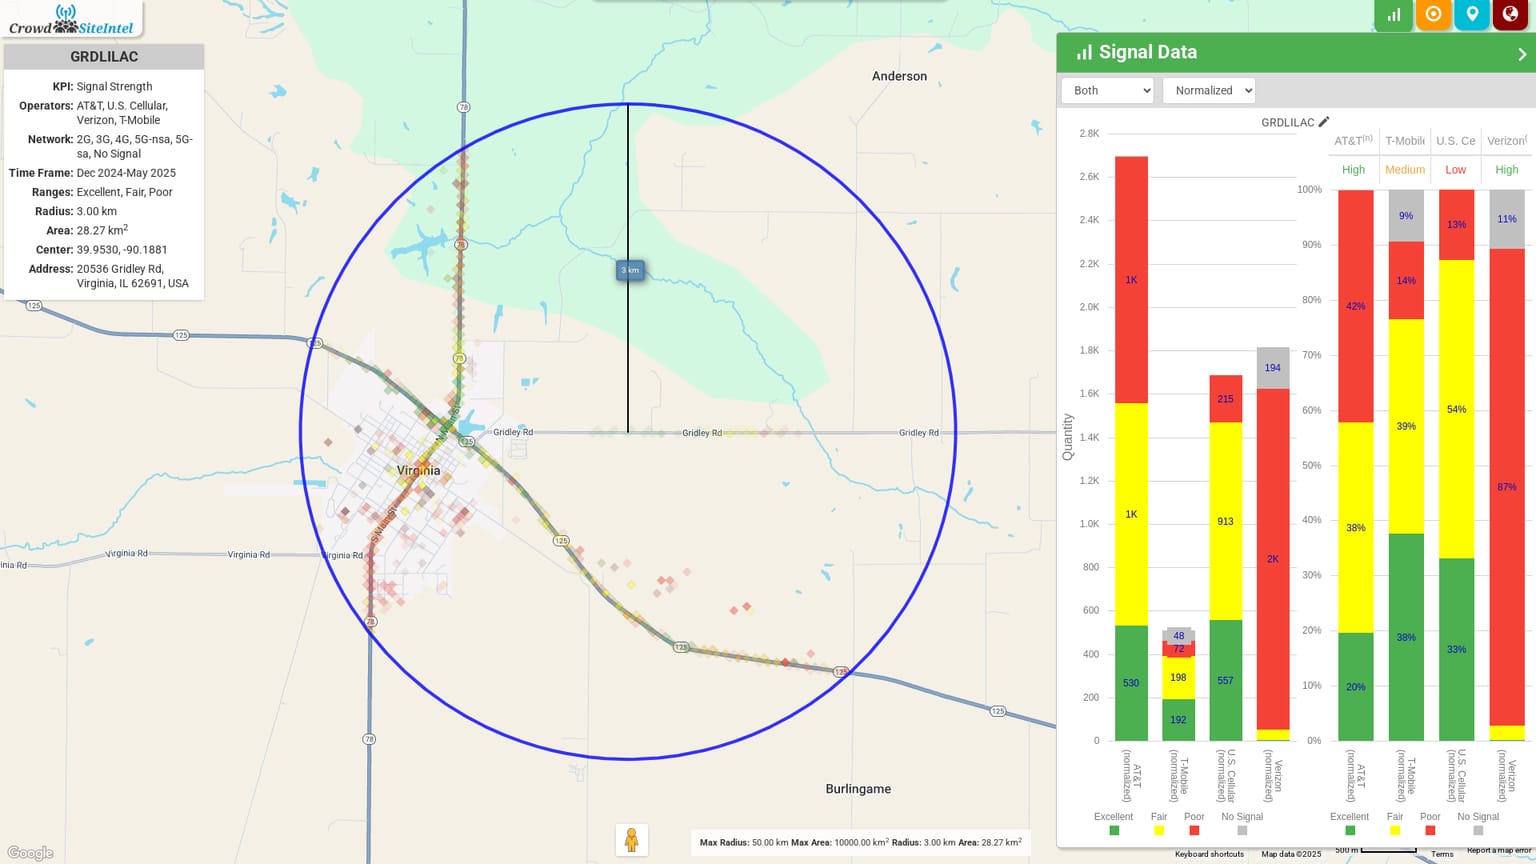 Crowd SiteIntel
GRDLILAC
KPI: Signal Strength
Operators: AT&T, U.S. Cellular,
Verizon, T-Mobile
Network: 2G, 3G, 4G, 5G-nsa, 5G-
sa, No Signal
Time Frame: Dec 2024-May 2025
Ranges: Excellent, Fair, Poor
Radius: 3.00 km
Area: 28.27 km2
Center: 39.9530, -90.1881
Address: 20536 Gridley Rd,
Virginia, IL 62691, USA
Anderson
78
78
3 km
125
125
125
78
N Main St
125
Gridley Rd
Gridley Rd
Gridley Rd
Virginia
S Main St
125
Virginia Rd
Virginia Rd
Virginia Rd
inia Rd
78
125
125
125
78
Burlingame
Google
Max Radius: 50.00 km Max Area: 10000.00 km2 Radius: 3.00 km Area: 28.27 km2
Signal Data
Both
Normalized
GRDLILAC
2.8K
2.6K
2.4K
2.2K
2.0K
1.8K
1.6K
1.4K
1.2K
1.0K
800
600
400
200
0
Quantity
1K
1K
530
48
72
198
192
215
913
557
194
2K
AT&T
(normalized)
T-Mobile
(normalized)
U.S. Cellular
(normalized)
Verizon
(normalized)
Excellent
Fair
Poor
No Signal
AT&T(n)
T-Mobile
U.S. Ce
Verizon(
High
Medium
Low
High
100%
90%
80%
70%
60%
50%
40%
30%
20%
10%
0%
42%
38%
20%
9%
14%
39%
38%
13%
54%
33%
11%
87%
AT&T
(normalized)
T-Mobile
(normalized)
U.S. Cellular
(normalized)
Verizon
(normalized)
Excellent
Fair
Poor
No Signal
Keyboard shortcuts
Map data ©2025
500 m
Terms
Report a map error